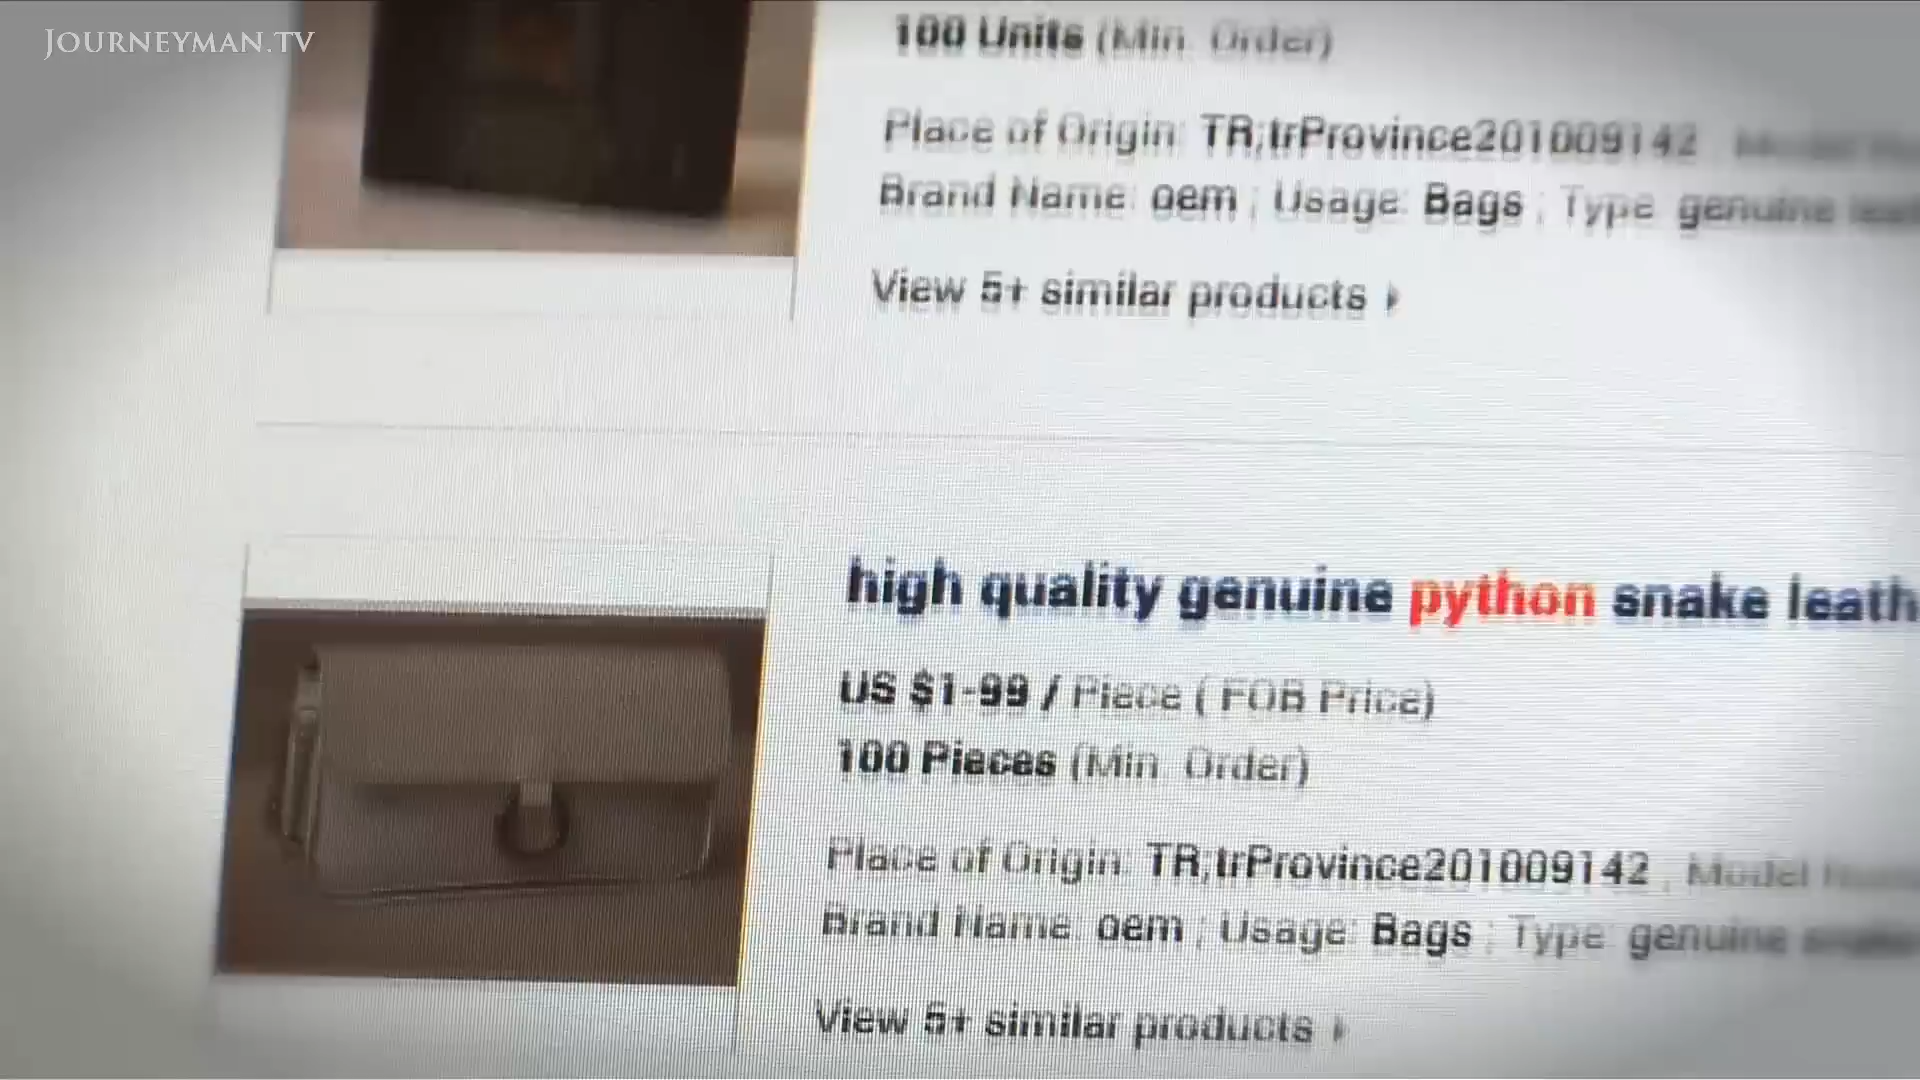 JOURNEYMAN.TV
100 Units (Min. Order)
Place of Origin: TR;trProvince201009142
Brand Name: oem ; Usage: Bags ; Type: genuine
View 5+ similar products
high quality genuine python snake leath
US $1-99 / Piece ( FOB Price)
100 Pieces (Min. Order)
Place of Origin: TR;trProvince201009142 , Model
Brand Name: oem ; Usage: Bags ; Type: genuine
View 5+ similar products